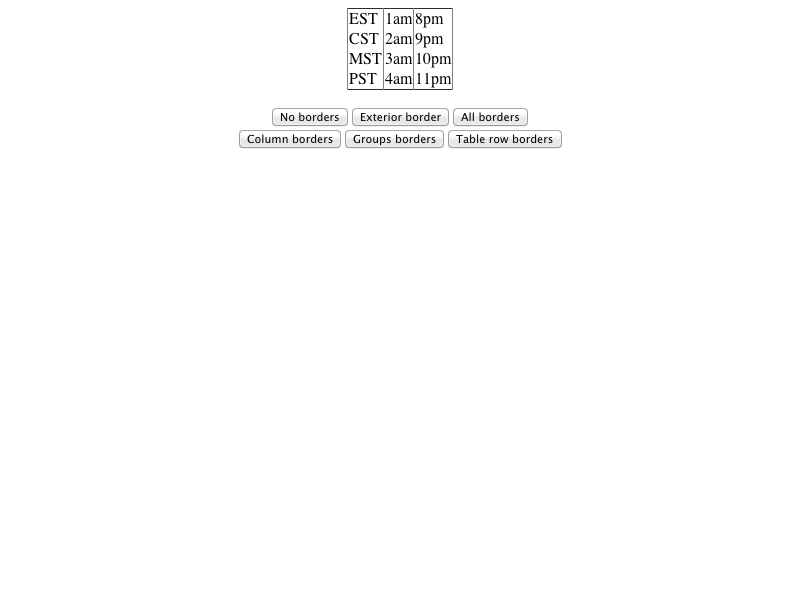 EST 1am 8pm
CST 2am 9pm
MST 3am 10pm
PST 4am 11pm
No borders Exterior border All borders
Column borders Groups borders Table row borders